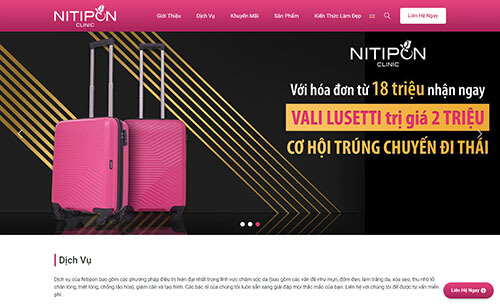 NITIPON
CLINIC
Giới Thiệu
Dịch Vụ
Khuyến Mãi
Sản Phẩm
Kiến Thức Làm Đẹp
Liên Hệ Ngay
NITIPON
CLINIC
Với hóa đơn từ 18 triệu nhận ngay
VALI LUSETTI trị giá 2 TRIỆU
CƠ HỘI TRÚNG CHUYẾN ĐI THÁI
Dịch Vụ
Dịch vụ của Nitipon bao gồm các phương pháp điều trị hiện đại nhất trong lĩnh vực chăm sóc da (bao gồm các vấn đề như mụn, đốm đen, làm trắng da, xóa sẹo, thu nhỏ lỗ
chân lông, triệt lông, chống lão hóa), giảm cân và tạo hình. Các bác sĩ của chúng tôi luôn sẵn sàng giải đáp mọi thắc mắc của bạn. Liên hệ với chúng tôi để được tư vấn miễn
phí.
Liên Hệ Ngay